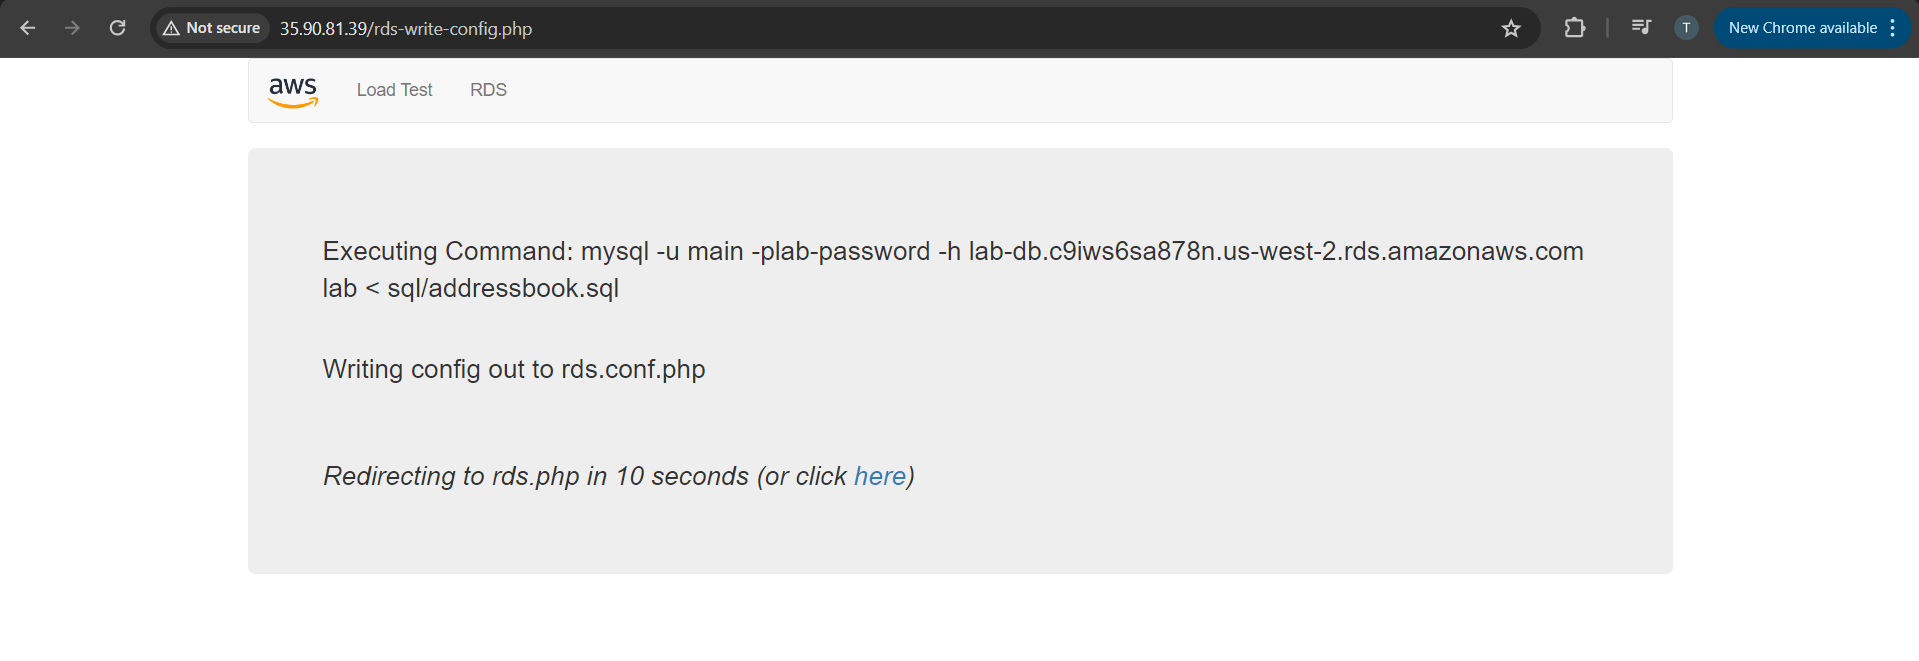 Not secure 35.90.81.39/rds-write-config.php T New Chrome available
aws Load Test RDS
Executing Command: mysql -u main -plab-password -h lab-db.c9iws6sa878n.us-west-2.rds.amazonaws.com
lab < sql/addressbook.sql
Writing config out to rds.conf.php
Redirecting to rds.php in 10 seconds (or click here)